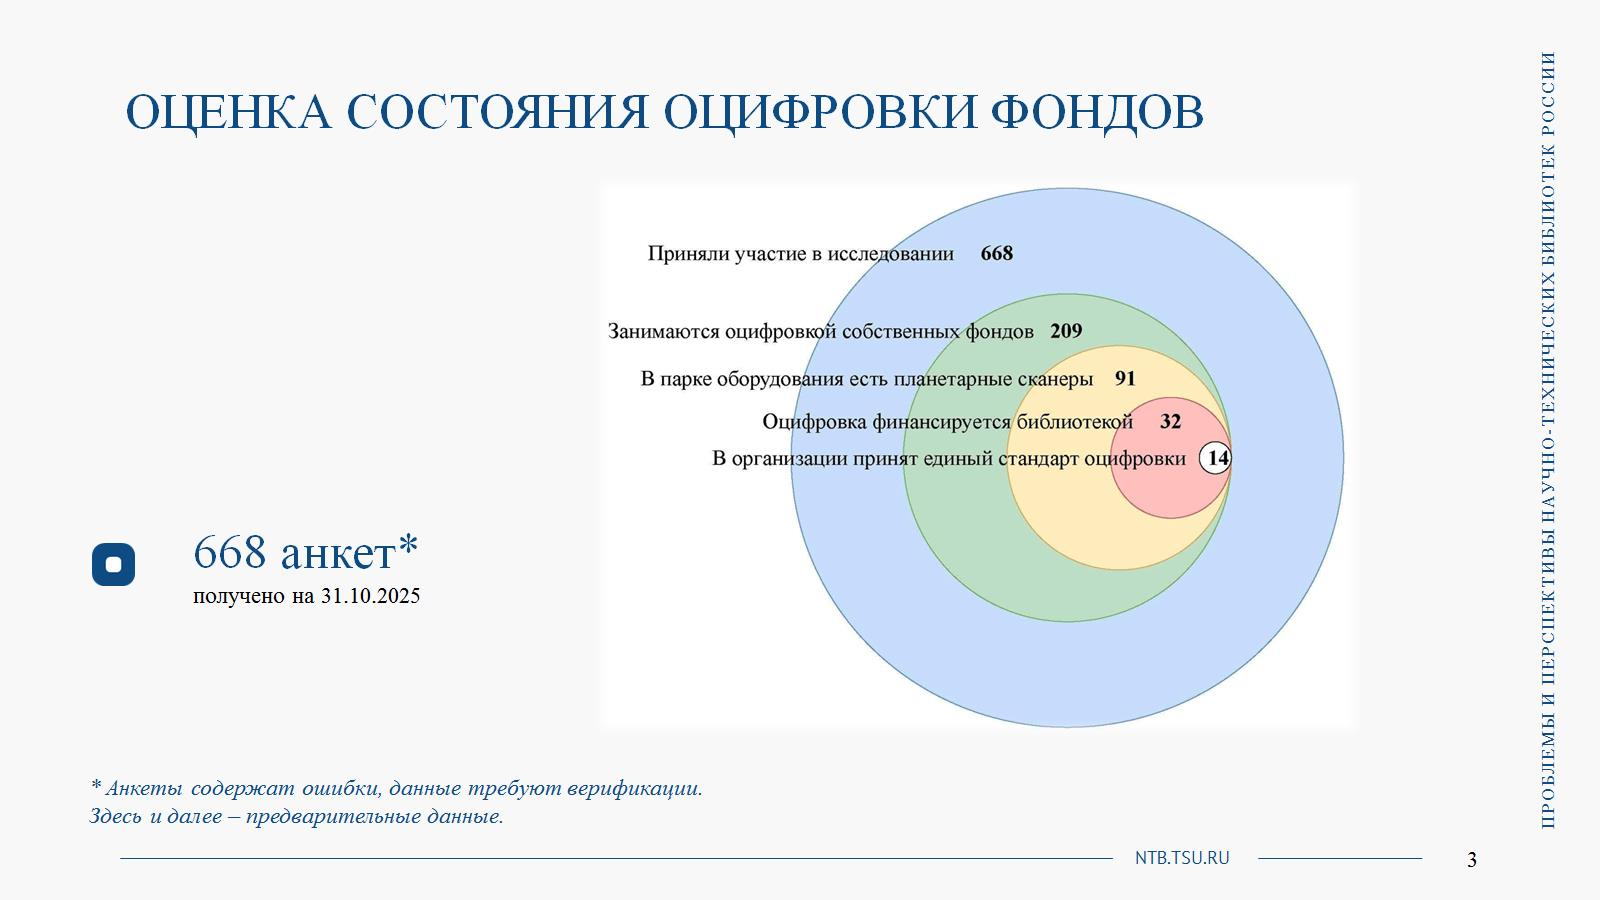 ОЦЕНКА СОСТОЯНИЯ ОЦИФРОВКИ ФОНДОВ
Приняли участие в исследовании 668
Занимаются оцифровкой собственных фондов 209
В парке оборудования есть планетарные сканеры 91
Оцифровка финансируется библиотекой 32
В организации принят единый стандарт оцифровки 14
668 анкет*
получено на 31.10.2025
* Анкеты содержат ошибки, данные требуют верификации.
Здесь и далее – предварительные данные.
NTB.TSU.RU
3
ПРОБЛЕМЫ И ПЕРСПЕКТИВЫ НАУЧНО-ТЕХНИЧЕСКИХ БИБЛИОТЕК РОССИИ